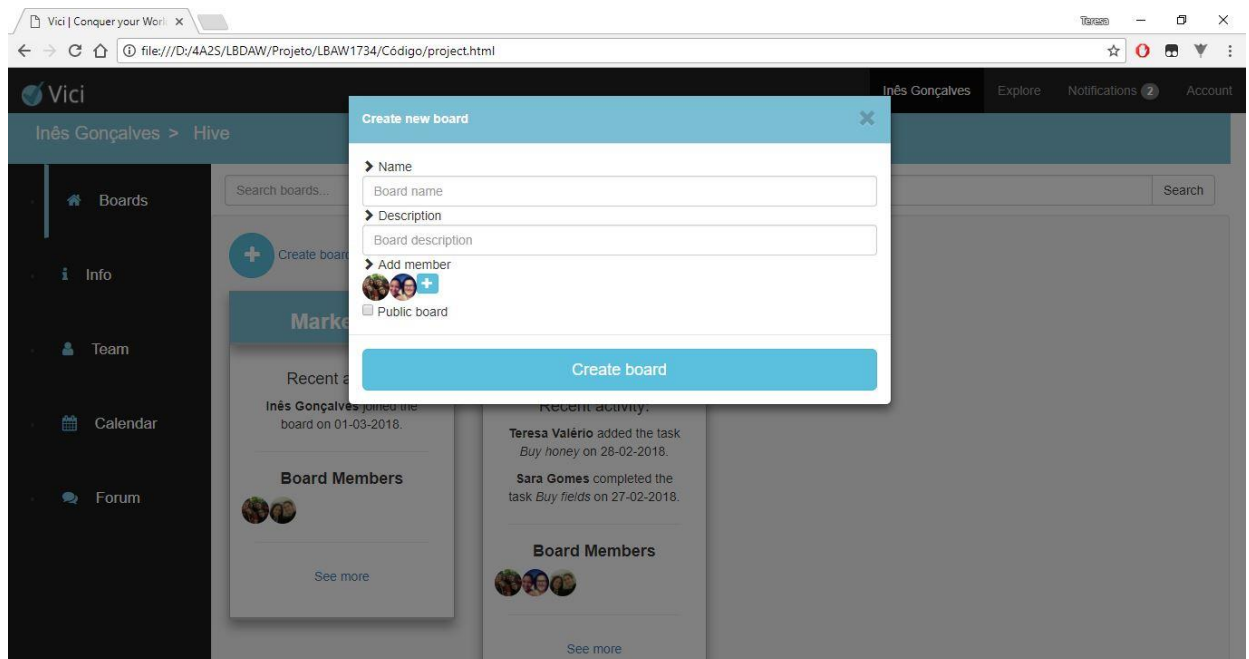 Vici | Conquer your Work
Teresa
file:///D:/4A2S/LBDAW/Projeto/LBAW1734/Código/project.html
Vici
Inês Gonçalves
Explore
Notifications 2
Account
Inês Gonçalves > Hive
Boards
Info
Team
Calendar
Forum
Search boards...
Search
Create board
Create new board
Name
Board name
Description
Board description
Add member
Public board
Create board
Marke
Recent a
Inês Gonçalves joined the
board on 01-03-2018.
Board Members
See more
Recent activity:
Teresa Valério added the task
Buy honey on 28-02-2018.
Sara Gomes completed the
task Buy fields on 27-02-2018.
Board Members
See more